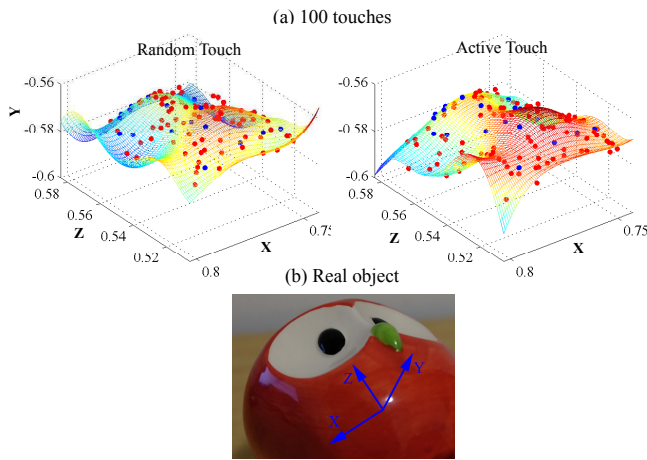 (a) 100 touches
Random Touch
Active Touch
Y
-0.56
-0.58
-0.6
0.58
0.56
0.54
0.52
Z
0.8
0.75
X
-0.56
-0.58
-0.6
0.58
0.56
0.54
0.52
Z
0.8
0.75
X
(b) Real object
Z
Y
X